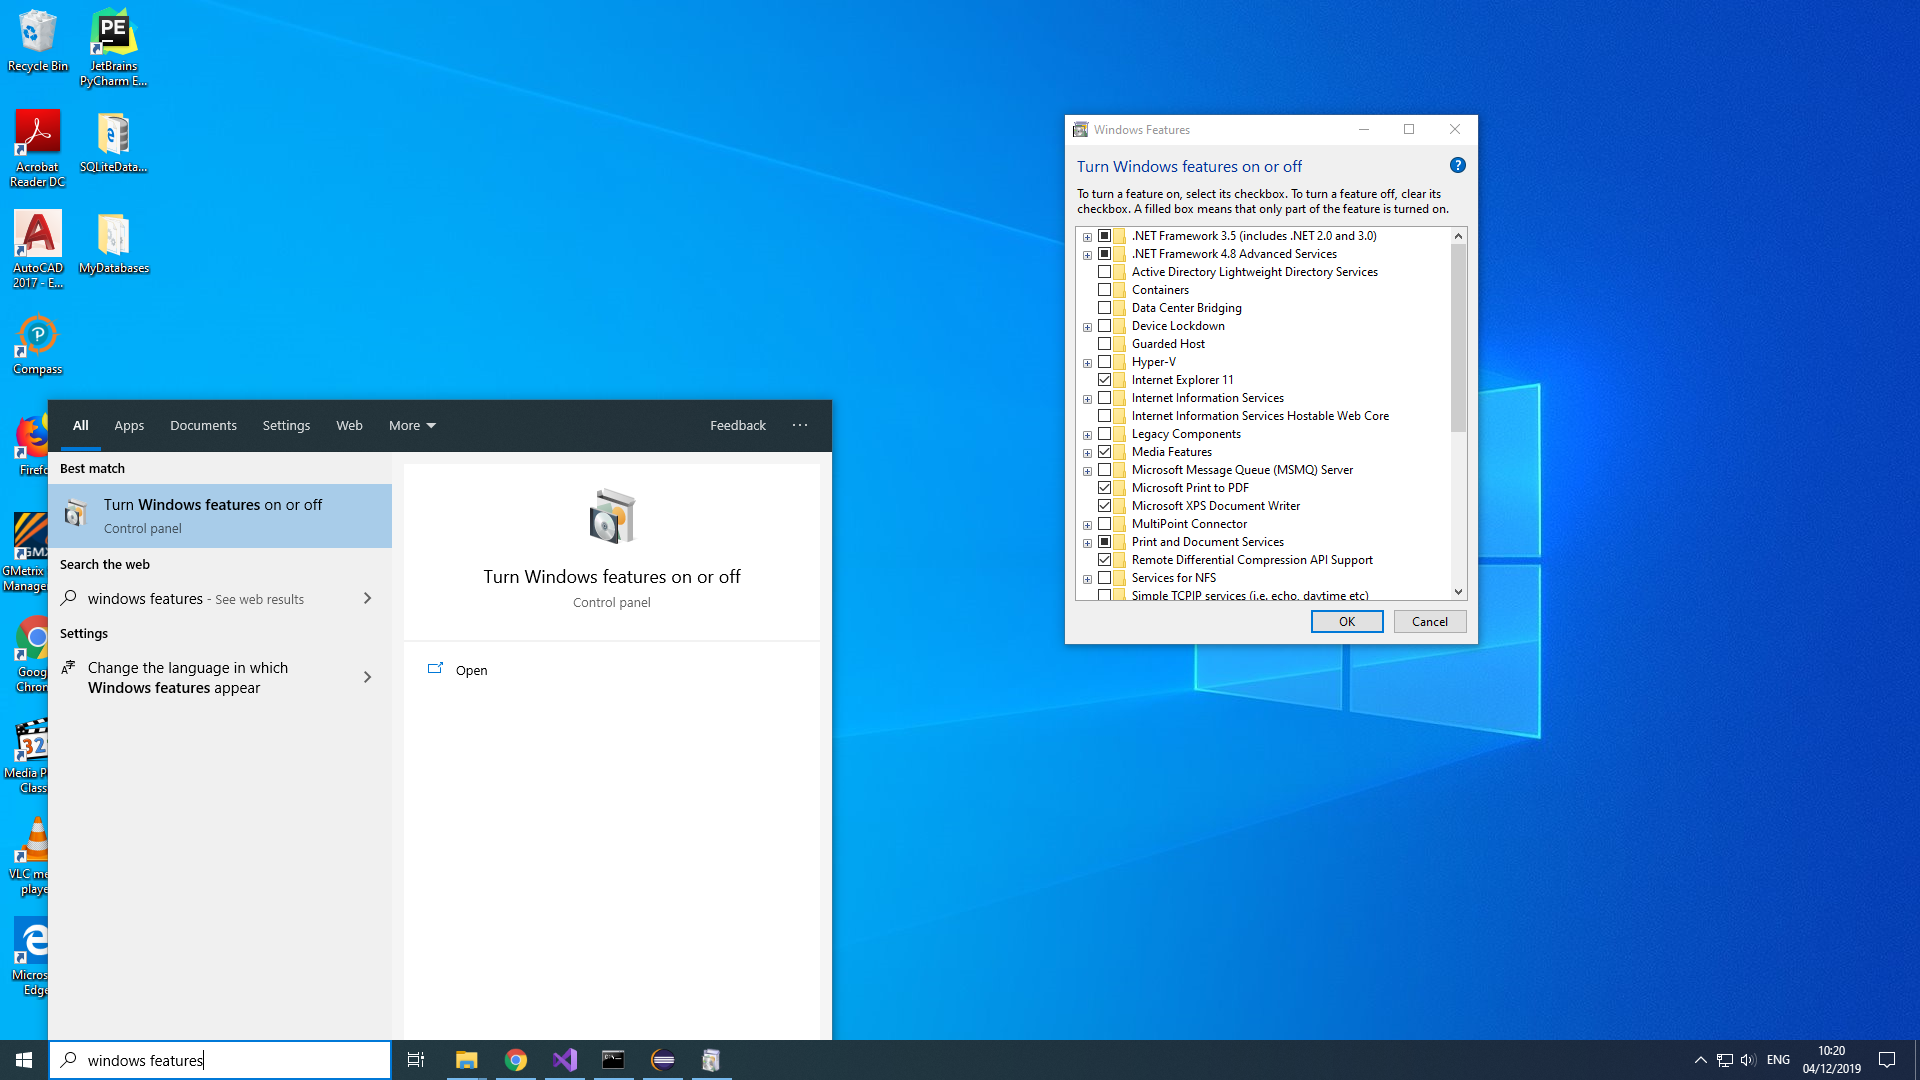 Recycle Bin
PE
JetBrains
PyCharm E...
Acrobat
Reader DC
SQLiteData...
AutoCAD
2017 - E...
MyDatabases
Compass
Firefo
GMX
GMetrix
Manager
Goog
Chron
321
Media P
Class
VLC me
playe
Micros
Edge
All
Apps
Documents
Settings
Web
More
Feedback
...
Best match
Turn Windows features on or off
Control panel
Search the web
windows features - See web results
Settings
Change the language in which
Windows features appear
Turn Windows features on or off
Control panel
Open
Windows Features
Turn Windows features on or off
?
To turn a feature on, select its checkbox. To turn a feature off, clear its
checkbox. A filled box means that only part of the feature is turned on.
.NET Framework 3.5 (includes .NET 2.0 and 3.0)
.NET Framework 4.8 Advanced Services
Active Directory Lightweight Directory Services
Containers
Data Center Bridging
Device Lockdown
Guarded Host
Hyper-V
Internet Explorer 11
Internet Information Services
Internet Information Services Hostable Web Core
Legacy Components
Media Features
Microsoft Message Queue (MSMQ) Server
Microsoft Print to PDF
Microsoft XPS Document Writer
MultiPoint Connector
Print and Document Services
Remote Differential Compression API Support
Services for NFS
Simple TCPIP services (i.e. echo, daytime etc)
OK
Cancel
windows features
ENG
10:20
04/12/2019